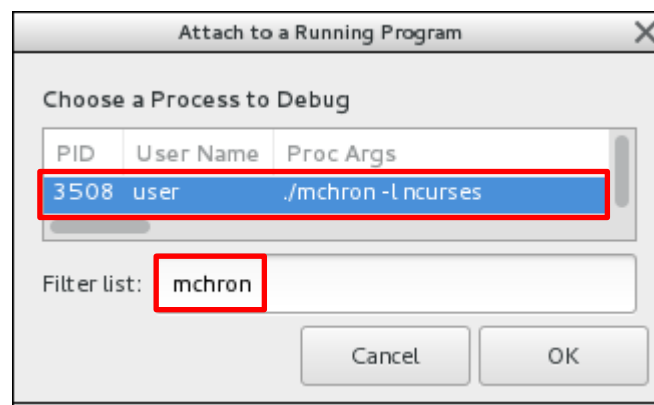 Attach to a Running Program
Choose a Process to Debug
PID User Name Proc Args
3508 user ./mchron -l ncurses
Filter list: mchron
Cancel OK